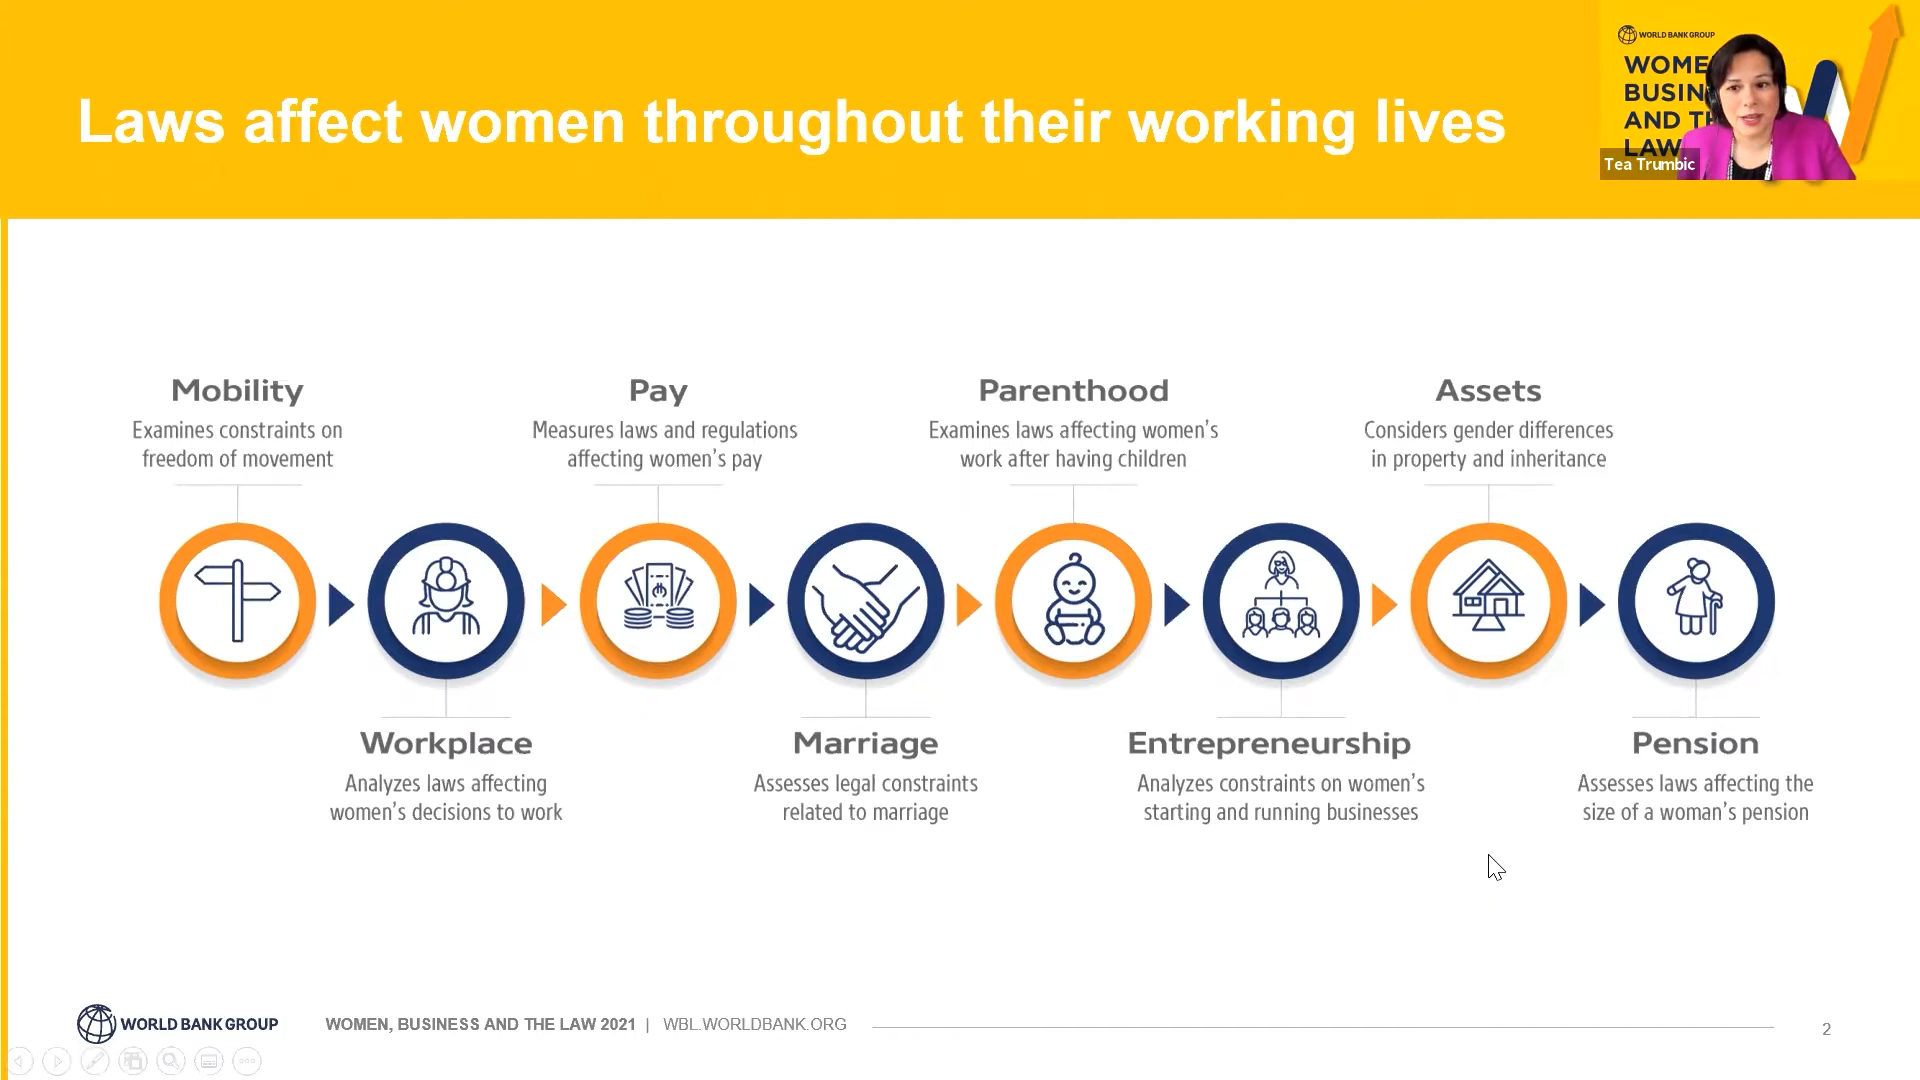 Laws affect women throughout their working lives
WORLD BANK GROUP
WOME
BUSIN
AND TH
LAW
Tea Trumbic
Mobility
Examines constraints on
freedom of movement
Pay
Measures laws and regulations
affecting women's pay
Parenthood
Examines laws affecting women's
work after having children
Assets
Considers gender differences
in property and inheritance
Workplace
Analyzes laws affecting
women's decisions to work
Marriage
Assesses legal constraints
related to marriage
Entrepreneurship
Analyzes constraints on women's
starting and running businesses
Pension
Assesses laws affecting the
size of a woman's pension
WORLD BANK GROUP
WOMEN, BUSINESS AND THE LAW 2021 | WBL.WORLDBANK.ORG
2